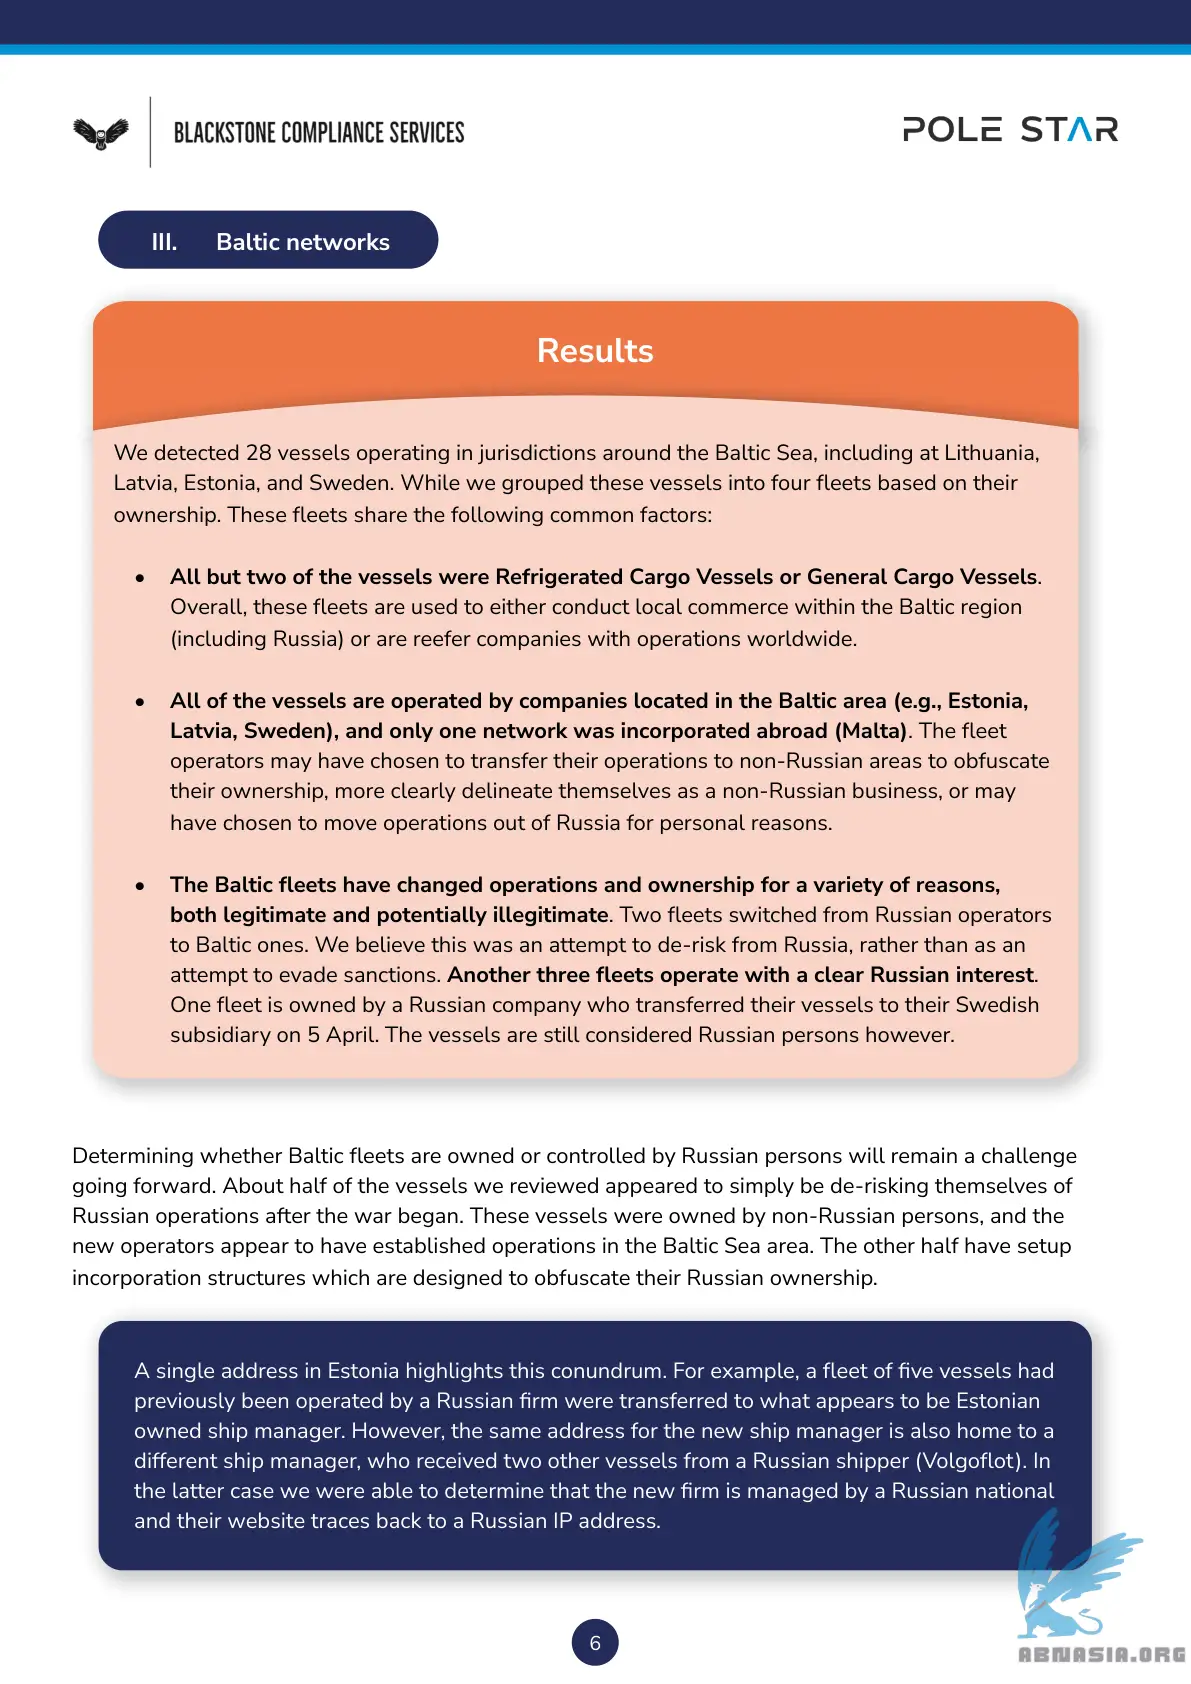 BLACKSTONE COMPLIANCE SERVICES
POLE STAR
III. Baltic networks
Results
We detected 28 vessels operating in jurisdictions around the Baltic Sea, including at Lithuania,
Latvia, Estonia, and Sweden. While we grouped these vessels into four fleets based on their
ownership. These fleets share the following common factors:
• All but two of the vessels were Refrigerated Cargo Vessels or General Cargo Vessels.
Overall, these fleets are used to either conduct local commerce within the Baltic region
(including Russia) or are reefer companies with operations worldwide.
• All of the vessels are operated by companies located in the Baltic area (e.g., Estonia,
Latvia, Sweden), and only one network was incorporated abroad (Malta). The fleet
operators may have chosen to transfer their operations to non-Russian areas to obfuscate
their ownership, more clearly delineate themselves as a non-Russian business, or may
have chosen to move operations out of Russia for personal reasons.
• The Baltic fleets have changed operations and ownership for a variety of reasons,
both legitimate and potentially illegitimate. Two fleets switched from Russian operators
to Baltic ones. We believe this was an attempt to de-risk from Russia, rather than as an
attempt to evade sanctions. Another three fleets operate with a clear Russian interest.
One fleet is owned by a Russian company who transferred their vessels to their Swedish
subsidiary on 5 April. The vessels are still considered Russian persons however.
Determining whether Baltic fleets are owned or controlled by Russian persons will remain a challenge
going forward. About half of the vessels we reviewed appeared to simply be de-risking themselves of
Russian operations after the war began. These vessels were owned by non-Russian persons, and the
new operators appear to have established operations in the Baltic Sea area. The other half have setup
incorporation structures which are designed to obfuscate their Russian ownership.
A single address in Estonia highlights this conundrum. For example, a fleet of five vessels had
previously been operated by a Russian firm were transferred to what appears to be Estonian
owned ship manager. However, the same address for the new ship manager is also home to a
different ship manager, who received two other vessels from a Russian shipper (Volgoflot). In
the latter case we were able to determine that the new firm is managed by a Russian national
and their website traces back to a Russian IP address.
6
ABNASIA.ORG